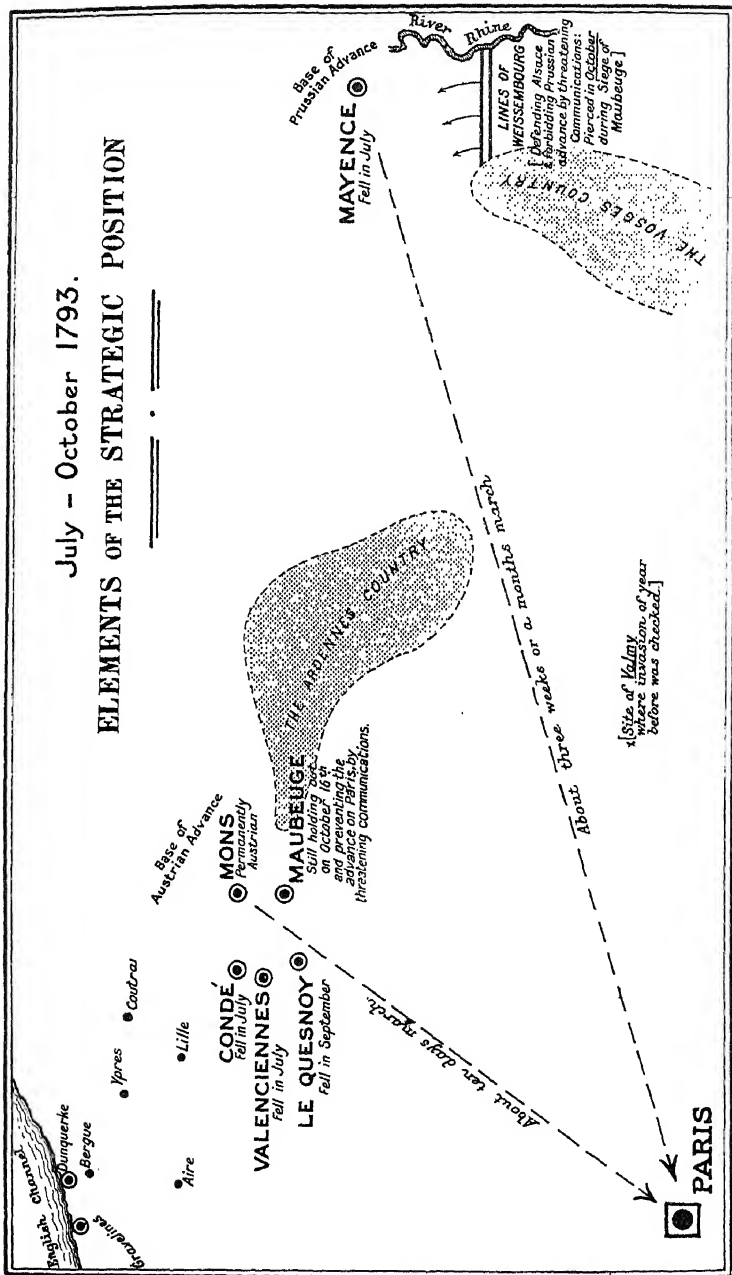 July – October 1793.
ELEMENTS OF THE STRATEGIC POSITION
English Channel
Gravelines
Dunquerke
Bergue
Ypres
Coutrai
Aire
Lille
Base of
Austrian Advance
MONS
Permanently
Austrian
CONDÉ
Fell in July
VALENCIENNES
Fell in July
LE QUESNOY
Fell in September
MAUBEUGE
Still holding out
on October 16th
and preventing the
advance on Paris, by
threatening communications.
THE ARDENNES COUNTRY
Base of
Prussian Advance
MAYENCE
Fell in July
River Rhine
LINES OF
WEISSEMBOURG
[Defending Alsace
& forbidding Prussian
advance by threatening
Communications:
Pierced in October
during Siege of
Maubeuge]
THE VOSGES COUNTRY
About ten days march.
About three weeks or a months march
x[Site of Valmy
where invasion of year
before was checked.]
PARIS